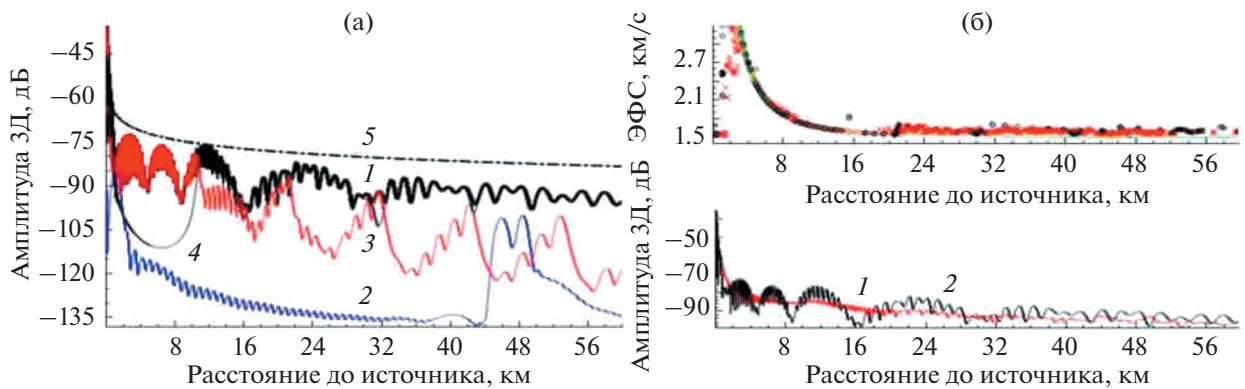 (а)
Амплитуда 3Д, дБ
−45
−60
−75
−90
−105
−120
−135
5
1
3
4
2
8 16 24 32 40 48 56
Расстояние до источника, км
(б)
ЭФС, км/с
2.7
2.1
1.5
8 16 24 32 40 48 56
Расстояние до источника, км
Амплитуда 3Д, дБ
−50
−70
−90
1 2
8 16 24 32 40 48 56
Расстояние до источника, км